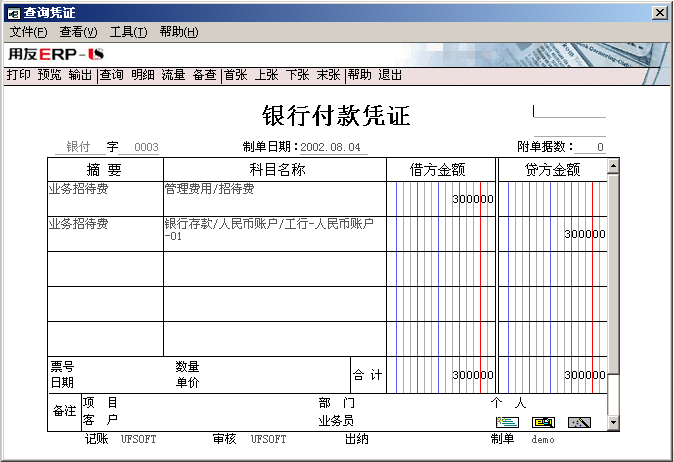 查询凭证
文件(F) 查看(V) 工具(T) 帮助(H)
用友ERP-U8
打印 预览 输出 查询 明细 流量 备查 首张 上张 下张 末张 帮助 退出
银行付款凭证
银付 字 0003 制单日期:2002.08.04 附单据数: 0
摘 要 科目名称 借方金额 贷方金额
业务招待费 管理费用/招待费 300000
业务招待费 银行存款/人民币账户/工行-人民币账户 300000
-01
票号 数量 合 计 300000 300000
日期 单价
备注 项 目 部 门 个 人
客 户 业务员
记账 UFSOFT 审核 UFSOFT 出纳 制单 demo